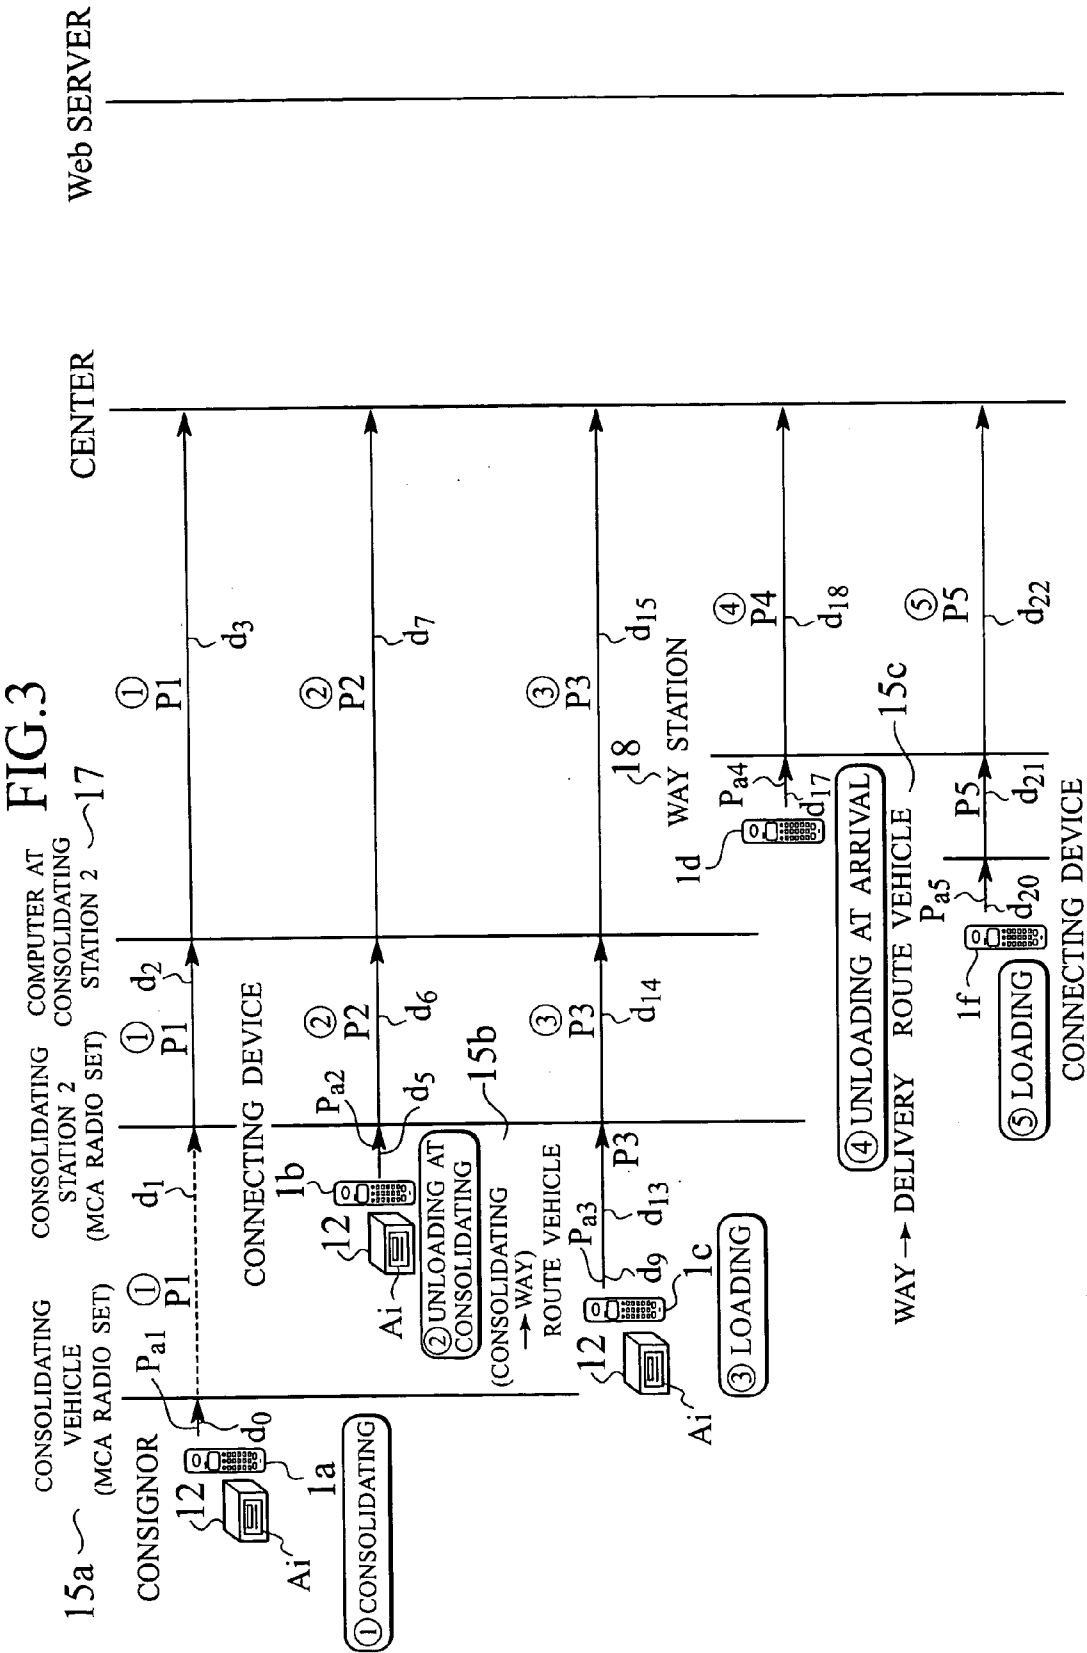 FIG.3
15a
CONSOLIDATING
VEHICLE
(MCA RADIO SET)
CONSOLIDATING
STATION 2
(MCA RADIO SET)
COMPUTER AT
CONSOLIDATING
STATION 2
17
CENTER
Web SERVER
CONSIGNOR
12
Ai
1a
Pa1
d0
① CONSOLIDATING
①
P1
d1
①
P1
d2
①
P1
d3
CONNECTING DEVICE
12
Ai
1b
Pa2
d5
② UNLOADING AT
CONSOLIDATING
②
P2
d6
②
P2
d7
(CONSOLIDATING
→ WAY)
ROUTE VEHICLE
15b
12
Ai
1c
Pa3
d9
d13
P3
③ LOADING
③
P3
d14
③
P3
d15
18
WAY STATION
1d
Pa4
d17
④ UNLOADING AT ARRIVAL
④
P4
d18
WAY → DELIVERY ROUTE VEHICLE
15c
1f
Pa5
d20
⑤ LOADING
P5
d21
⑤
P5
d22
CONNECTING DEVICE